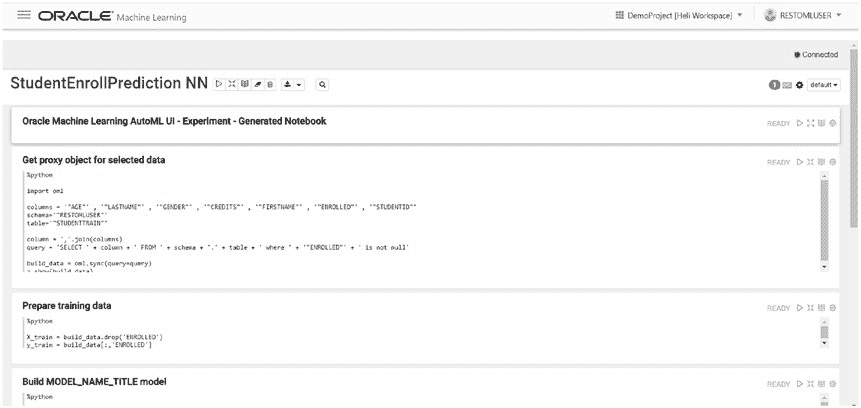 ORACLE Machine Learning
DemoProject [Heli Workspace]
RESTOMLUSER
Connected
StudentEnrollPrediction NN
default
Oracle Machine Learning AutoML UI - Experiment - Generated Notebook
READY
Get proxy object for selected data
READY
%python
import oml
columns = '"AGE"' , '"LASTNAME"' , '"GENDER"' , '"CREDITS"' , '"FIRSTNAME"' , '"ENROLLED"' , '"STUDENTID"'
schema='"RESTOMLUSER"'
table='"STUDENTTRAIN"'
column = ','.join(columns)
query = 'SELECT ' + column + ' FROM ' + schema + '.' + table + ' where ' + '"ENROLLED"' + ' is not null'
build_data = oml.sync(query=query)
z.show(build_data)
Prepare training data
READY
%python
X_train = build_data.drop('ENROLLED')
y_train = build_data[:,'ENROLLED']
Build MODEL_NAME_TITLE model
READY
%python